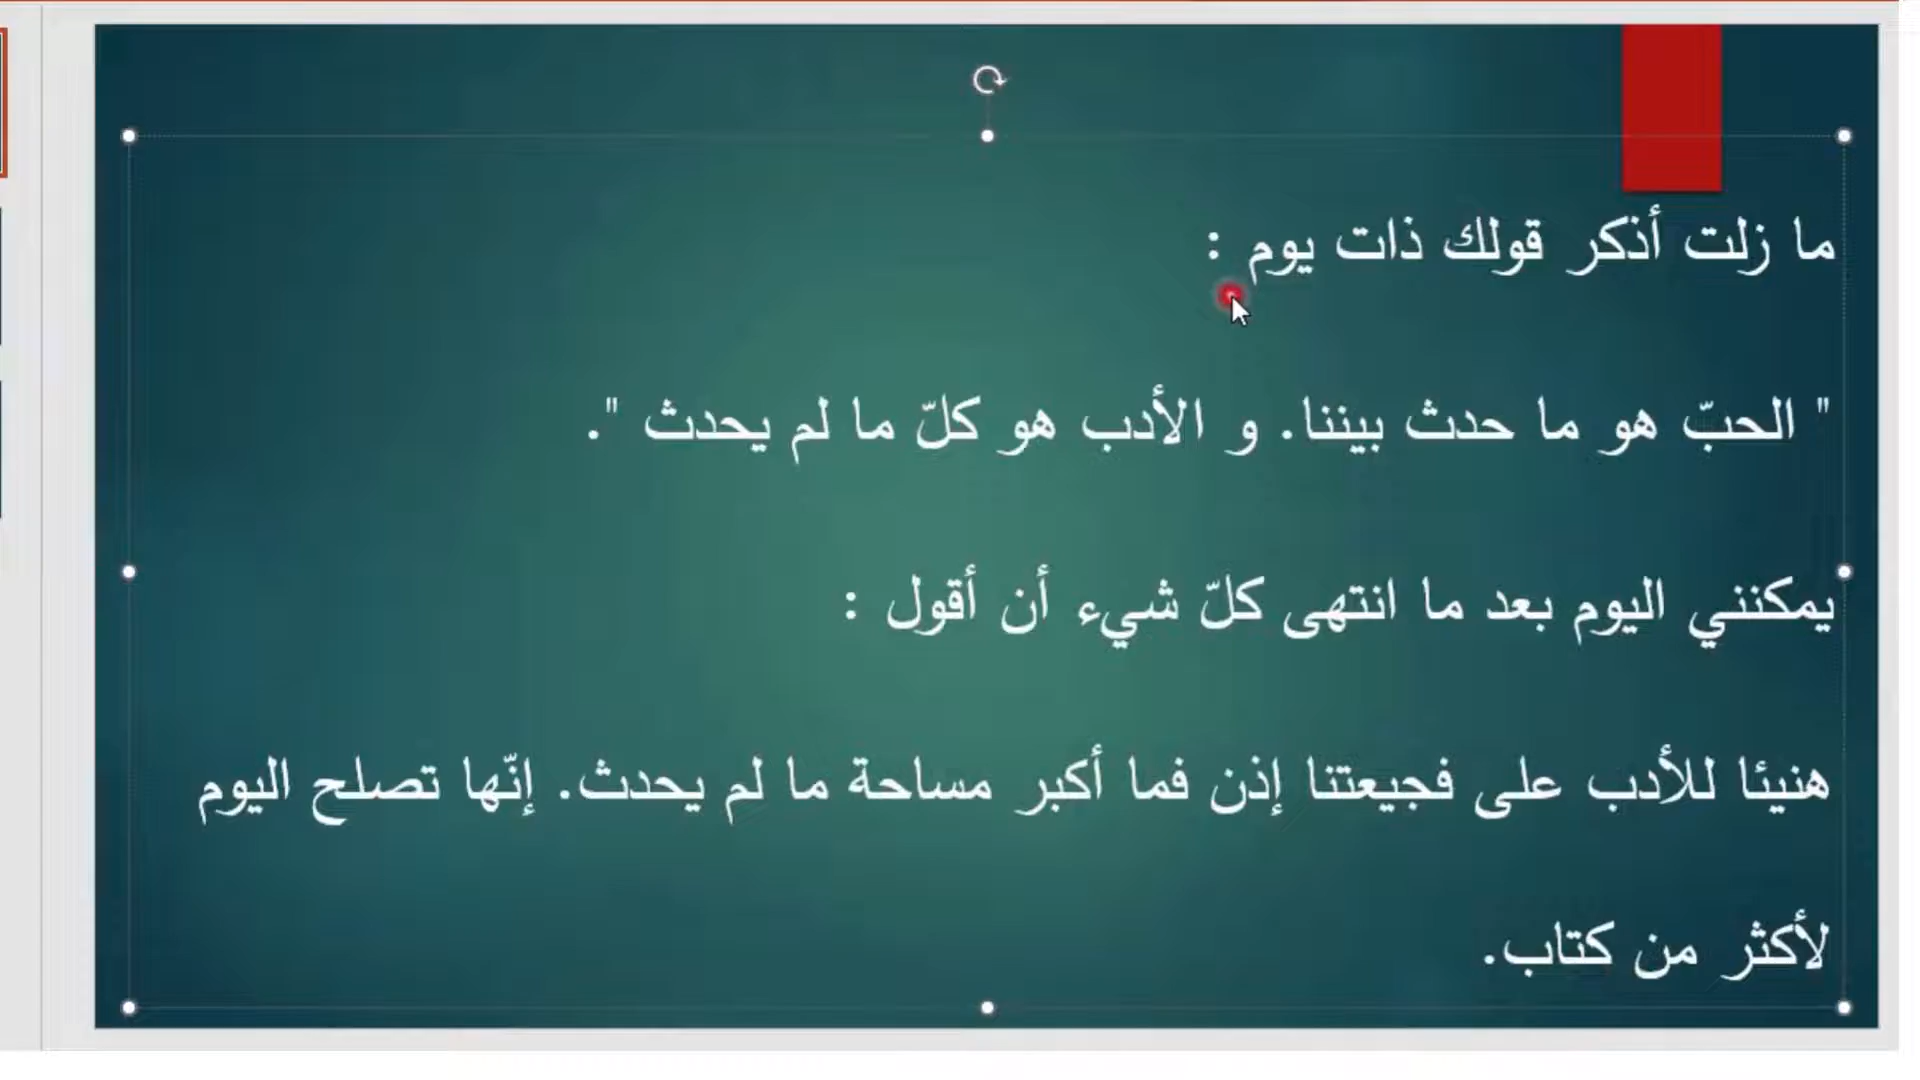 ما زلت أذكر قولك ذات يوم :
" الحبّ هو ما حدث بيننا. و الأدب هو كلّ ما لم يحدث ".
يمكنني اليوم بعد ما انتهى كلّ شيء أن أقول :
هنيئا للأدب على فجيعتنا إذن فما أكبر مساحة ما لم يحدث. إنّها تصلح اليوم
لأكثر من كتاب.